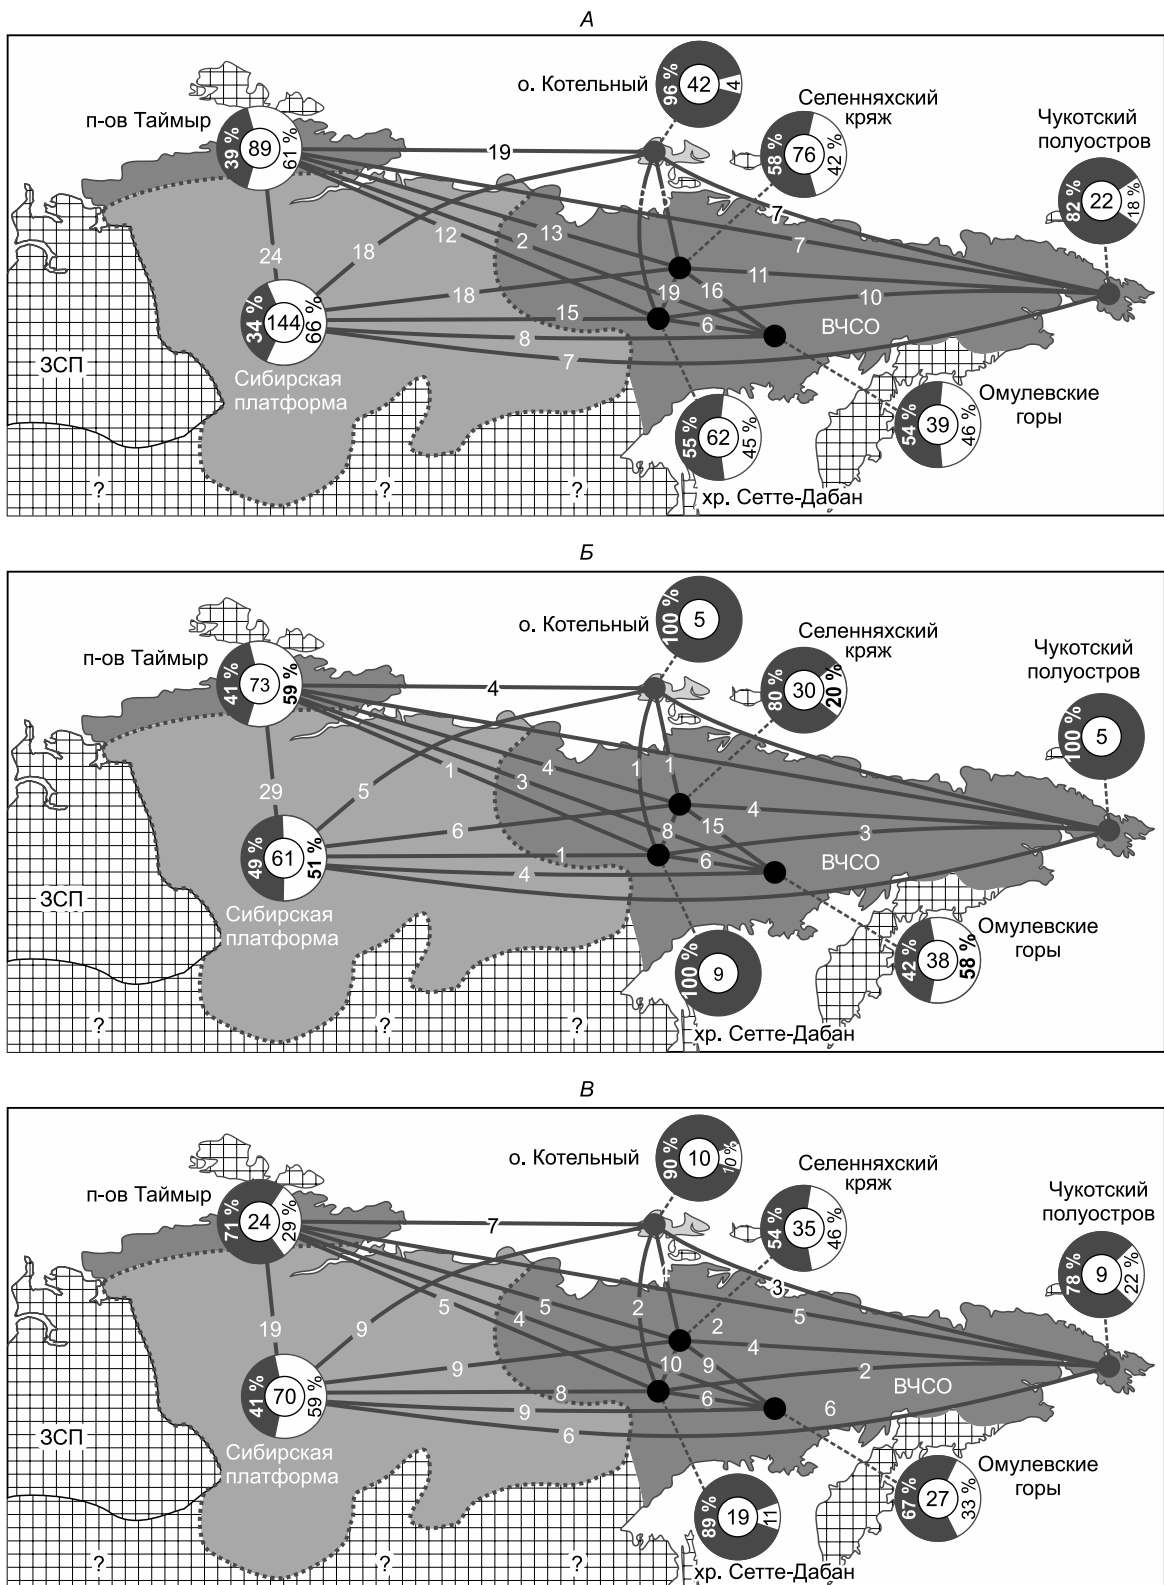 А
о. Котельный
96 %
42
4
Селенняхский
кряж
58 %
76
42 %
Чукотский
полуостров
82 %
22
18 %
п-ов Таймыр
39 %
89
61 %
19
7
18
12
2
13
7
24
11
19
16
10
18
15
6
8
7
ВЧСО
34 %
144
66 %
Сибирская
платформа
ЗСП
55 %
62
45 %
хр. Сетте-Дабан
54 %
39
46 %
Омулевские
горы
?
?
?
Б
о. Котельный
100 %
5
Селенняхский
кряж
80 %
30
20 %
Чукотский
полуостров
100 %
5
п-ов Таймыр
41 %
73
59 %
4
29
5
1
3
4
1
1
4
6
8
15
3
1
6
4
ВЧСО
49 %
61
51 %
Сибирская
платформа
ЗСП
100 %
9
хр. Сетте-Дабан
42 %
38
58 %
Омулевские
горы
?
?
?
В
о. Котельный
90 %
10
10 %
Селенняхский
кряж
54 %
35
46 %
Чукотский
полуостров
78 %
9
22 %
п-ов Таймыр
71 %
24
29 %
7
3
19
9
5
4
5
2
2
5
4
9
10
9
2
8
6
9
6
6
ВЧСО
41 %
70
59 %
Сибирская
платформа
ЗСП
89 %
19
11
хр. Сетте-Дабан
67 %
27
33 %
Омулевские
горы
?
?
?